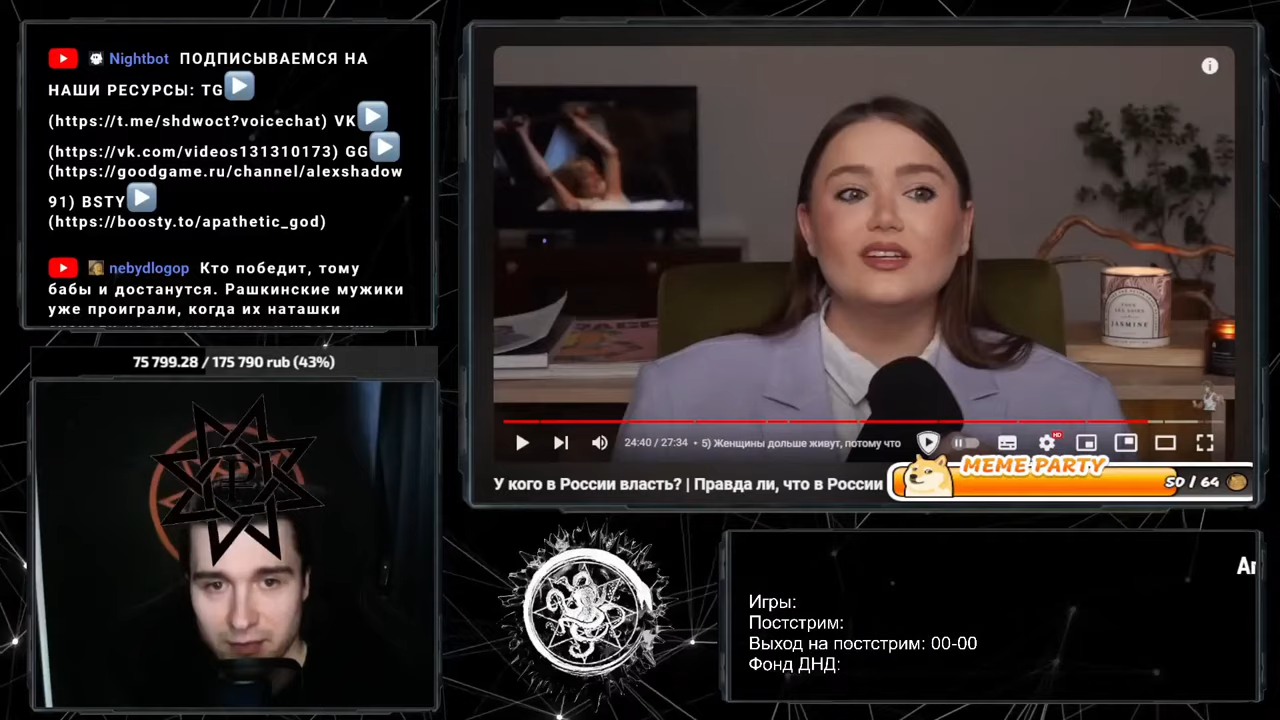 Nightbot ПОДПИСЫВАЕМСЯ НА
НАШИ РЕСУРСЫ: TG
(https://t.me/shdwoct?voicechat) VK
(https://vk.com/videos131310173) GG
(https://goodgame.ru/channel/alexshadow
91) BSTY
(https://boosty.to/apathetic_god)
nebydlogop Кто победит, тому
бабы и достанутся. Рашкинские мужики
уже проиграли, когда их наташки
75 799.28 / 175 790 rub (43%)
JASMINE
24:40 / 27:34 • 5) Женщины дольше живут, потому что
HD
У кого в России власть? | Правда ли, что в России
MEME PARTY
50 / 64
Игры:
Постстрим:
Выход на постстрим: 00-00
Фонд ДНД: